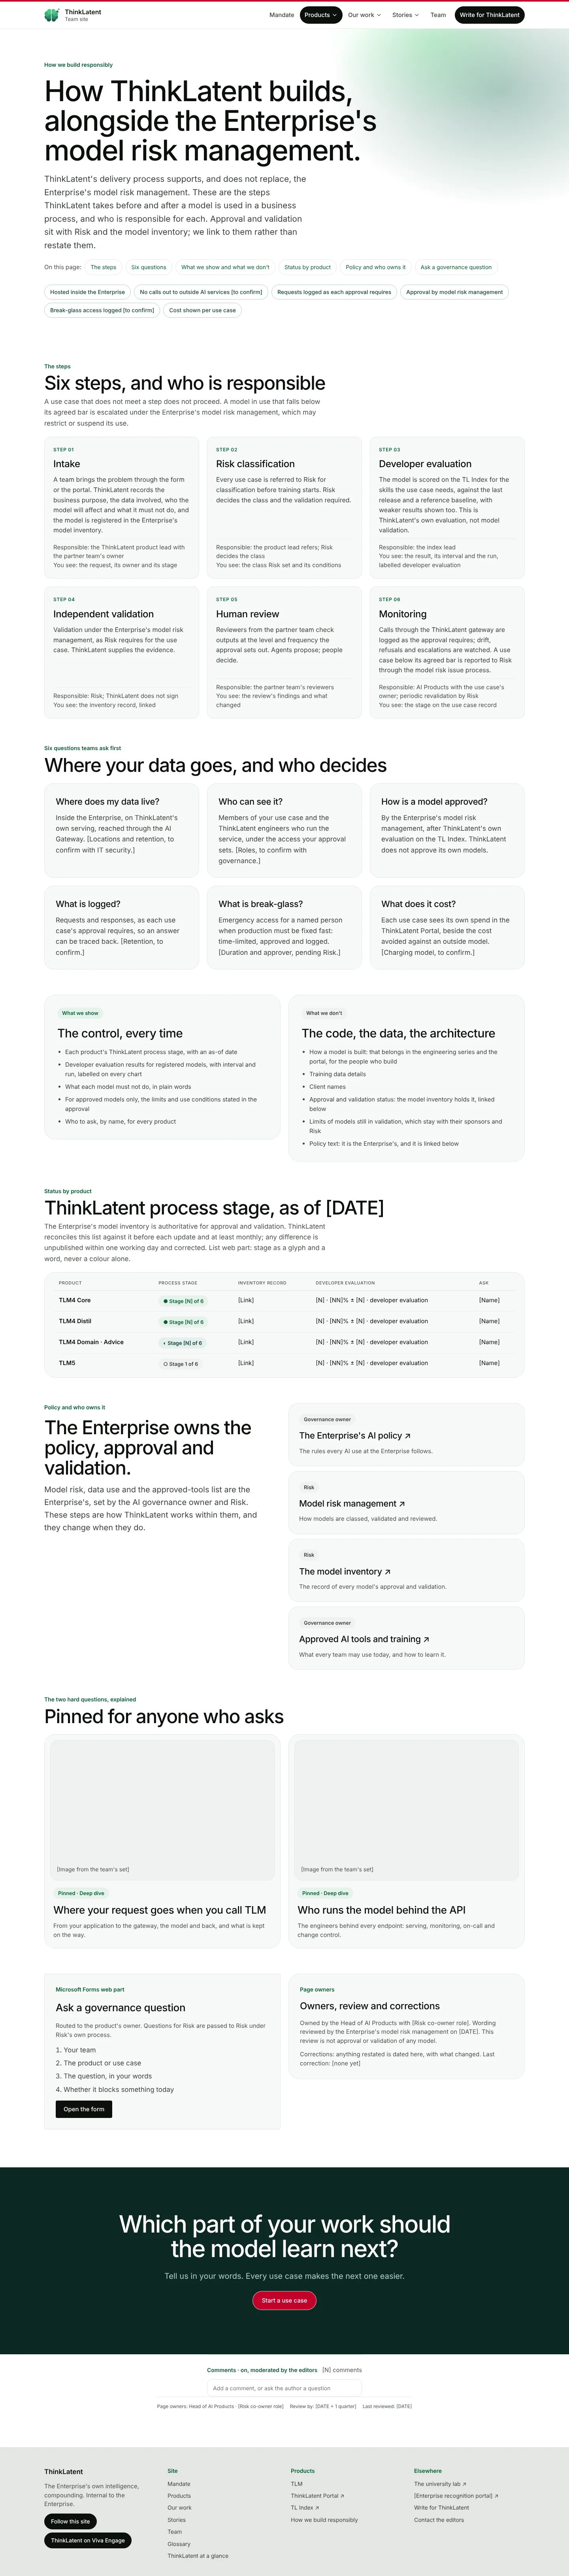 ThinkLatent
Team site
Mandate
Products
Our work
Stories
Team
Write for ThinkLatent
How we build responsibly
How ThinkLatent builds,
alongside the Enterprise's
model risk management.
ThinkLatent's delivery process supports, and does not replace, the
Enterprise's model risk management. These are the steps
ThinkLatent takes before and after a model is used in a business
process, and who is responsible for each. Approval and validation
sit with Risk and the model inventory; we link to them rather than
restate them.
On this page:
The steps
Six questions
What we show and what we don't
Status by product
Policy and who owns it
Ask a governance question
Hosted inside the Enterprise
No calls out to outside AI services [to confirm]
Requests logged as each approval requires
Approval by model risk management
Break-glass access logged [to confirm]
Cost shown per use case
The steps
Six steps, and who is responsible
A use case that does not meet a step does not proceed. A model in use that falls below
its agreed bar is escalated under the Enterprise's model risk management, which may
restrict or suspend its use.
STEP 01
Intake
A team brings the problem through the form
or the portal. ThinkLatent records the
business purpose, the data involved, who the
model will affect and what it must not do, and
the model is registered in the Enterprise's
model inventory.
Responsible: the ThinkLatent product lead with
the partner team's owner
You see: the request, its owner and its stage
STEP 02
Risk classification
Every use case is referred to Risk for
classification before training starts. Risk
decides the class and the validation required.
Responsible: the product lead refers; Risk
decides the class
You see: the class Risk set and its conditions
STEP 03
Developer evaluation
The model is scored on the TL Index for the
skills the use case needs, against the last
release and a reference baseline, with
weaker results shown too. This is
ThinkLatent's own evaluation, not model
validation.
Responsible: the index lead
You see: the result, its interval and the run,
labelled developer evaluation
STEP 04
Independent validation
Validation under the Enterprise's model risk
management, as Risk requires for the use
case. ThinkLatent supplies the evidence.
Responsible: Risk; ThinkLatent does not sign
You see: the inventory record, linked
STEP 05
Human review
Reviewers from the partner team check
outputs at the level and frequency the
approval sets out. Agents propose; people
decide.
Responsible: the partner team's reviewers
You see: the review's findings and what
changed
STEP 06
Monitoring
Calls through the ThinkLatent gateway are
logged as the approval requires; drift,
refusals and escalations are watched. A use
case below its agreed bar is reported to Risk
through the model risk issue process.
Responsible: AI Products with the use case's
owner; periodic revalidation by Risk
You see: the stage on the use case record
Six questions teams ask first
Where your data goes, and who decides
Where does my data live?
Inside the Enterprise, on ThinkLatent's
own serving, reached through the AI
Gateway. [Locations and retention, to
confirm with IT security.]
Who can see it?
Members of your use case and the
ThinkLatent engineers who run the
service, under the access your approval
sets. [Roles, to confirm with
governance.]
How is a model approved?
By the Enterprise's model risk
management, after ThinkLatent's own
evaluation on the TL Index. ThinkLatent
does not approve its own models.
What is logged?
Requests and responses, as each use
case's approval requires, so an answer
can be traced back. [Retention, to
confirm.]
What is break-glass?
Emergency access for a named person
when production must be fixed fast:
time-limited, approved and logged.
[Duration and approver, pending Risk.]
What does it cost?
Each use case sees its own spend in the
ThinkLatent Portal, beside the cost
avoided against an outside model.
[Charging model, to confirm.]
What we show
The control, every time
• Each product's ThinkLatent process stage, with an as-of date
• Developer evaluation results for registered models, with interval and
run, labelled on every chart
• What each model must not do, in plain words
• For approved models only, the limits and use conditions stated in the
approval
• Who to ask, by name, for every product
What we don't
The code, the data, the architecture
• How a model is built: that belongs in the engineering series and the
portal, for the people who build
• Training data details
• Client names
• Approval and validation status: the model inventory holds it, linked
below
• Limits of models still in validation, which stay with their sponsors and
Risk
• Policy text: it is the Enterprise's, and it is linked below
Status by product
ThinkLatent process stage, as of [DATE]
The Enterprise's model inventory is authoritative for approval and validation. ThinkLatent
reconciles this list against it before each update and at least monthly; any difference is
unpublished within one working day and corrected. List web part: stage as a glyph and a
word, never a colour alone.
PRODUCT PROCESS STAGE INVENTORY RECORD DEVELOPER EVALUATION ASK
TLM4 Core Stage [N] of 6 [Link] [N] · [NN]% ± [N] · developer evaluation [Name]
TLM4 Distil Stage [N] of 6 [Link] [N] · [NN]% ± [N] · developer evaluation [Name]
TLM4 Domain · Advice Stage [N] of 6 [Link] [N] · [NN]% ± [N] · developer evaluation [Name]
TLM5 Stage 1 of 6 [Link] [N] · [NN]% ± [N] · developer evaluation [Name]
Policy and who owns it
The Enterprise owns the
policy, approval and
validation.
Model risk, data use and the approved-tools list are the
Enterprise's, set by the AI governance owner and Risk.
These steps are how ThinkLatent works within them, and
they change when they do.
Governance owner
The Enterprise's AI policy ↗
The rules every AI use at the Enterprise follows.
Risk
Model risk management ↗
How models are classed, validated and reviewed.
Risk
The model inventory ↗
The record of every model's approval and validation.
Governance owner
Approved AI tools and training ↗
What every team may use today, and how to learn it.
The two hard questions, explained
Pinned for anyone who asks
[Image from the team's set]
Pinned · Deep dive
Where your request goes when you call TLM
From your application to the gateway, the model and back, and what is kept
on the way.
[Image from the team's set]
Pinned · Deep dive
Who runs the model behind the API
The engineers behind every endpoint: serving, monitoring, on-call and
change control.
Microsoft Forms web part
Ask a governance question
Routed to the product's owner. Questions for Risk are passed to Risk under
Risk's own process.
1. Your team
2. The product or use case
3. The question, in your words
4. Whether it blocks something today
Open the form
Page owners
Owners, review and corrections
Owned by the Head of AI Products with [Risk co-owner role]. Wording
reviewed by the Enterprise's model risk management on [DATE]. This
review is not approval or validation of any model.
Corrections: anything restated is dated here, with what changed. Last
correction: [none yet]
Which part of your work should
the model learn next?
Tell us in your words. Every use case makes the next one easier.
Start a use case
Comments · on, moderated by the editors [N] comments
Add a comment, or ask the author a question
Page owners: Head of AI Products · [Risk co-owner role] Review by: [DATE + 1 quarter] Last reviewed: [DATE]
ThinkLatent
The Enterprise's own intelligence,
compounding. Internal to the
Enterprise.
Follow this site
ThinkLatent on Viva Engage
Site
Mandate
Products
Our work
Stories
Team
Glossary
ThinkLatent at a glance
Products
TLM
ThinkLatent Portal ↗
TL Index ↗
How we build responsibly
Elsewhere
The university lab ↗
[Enterprise recognition portal] ↗
Write for ThinkLatent
Contact the editors